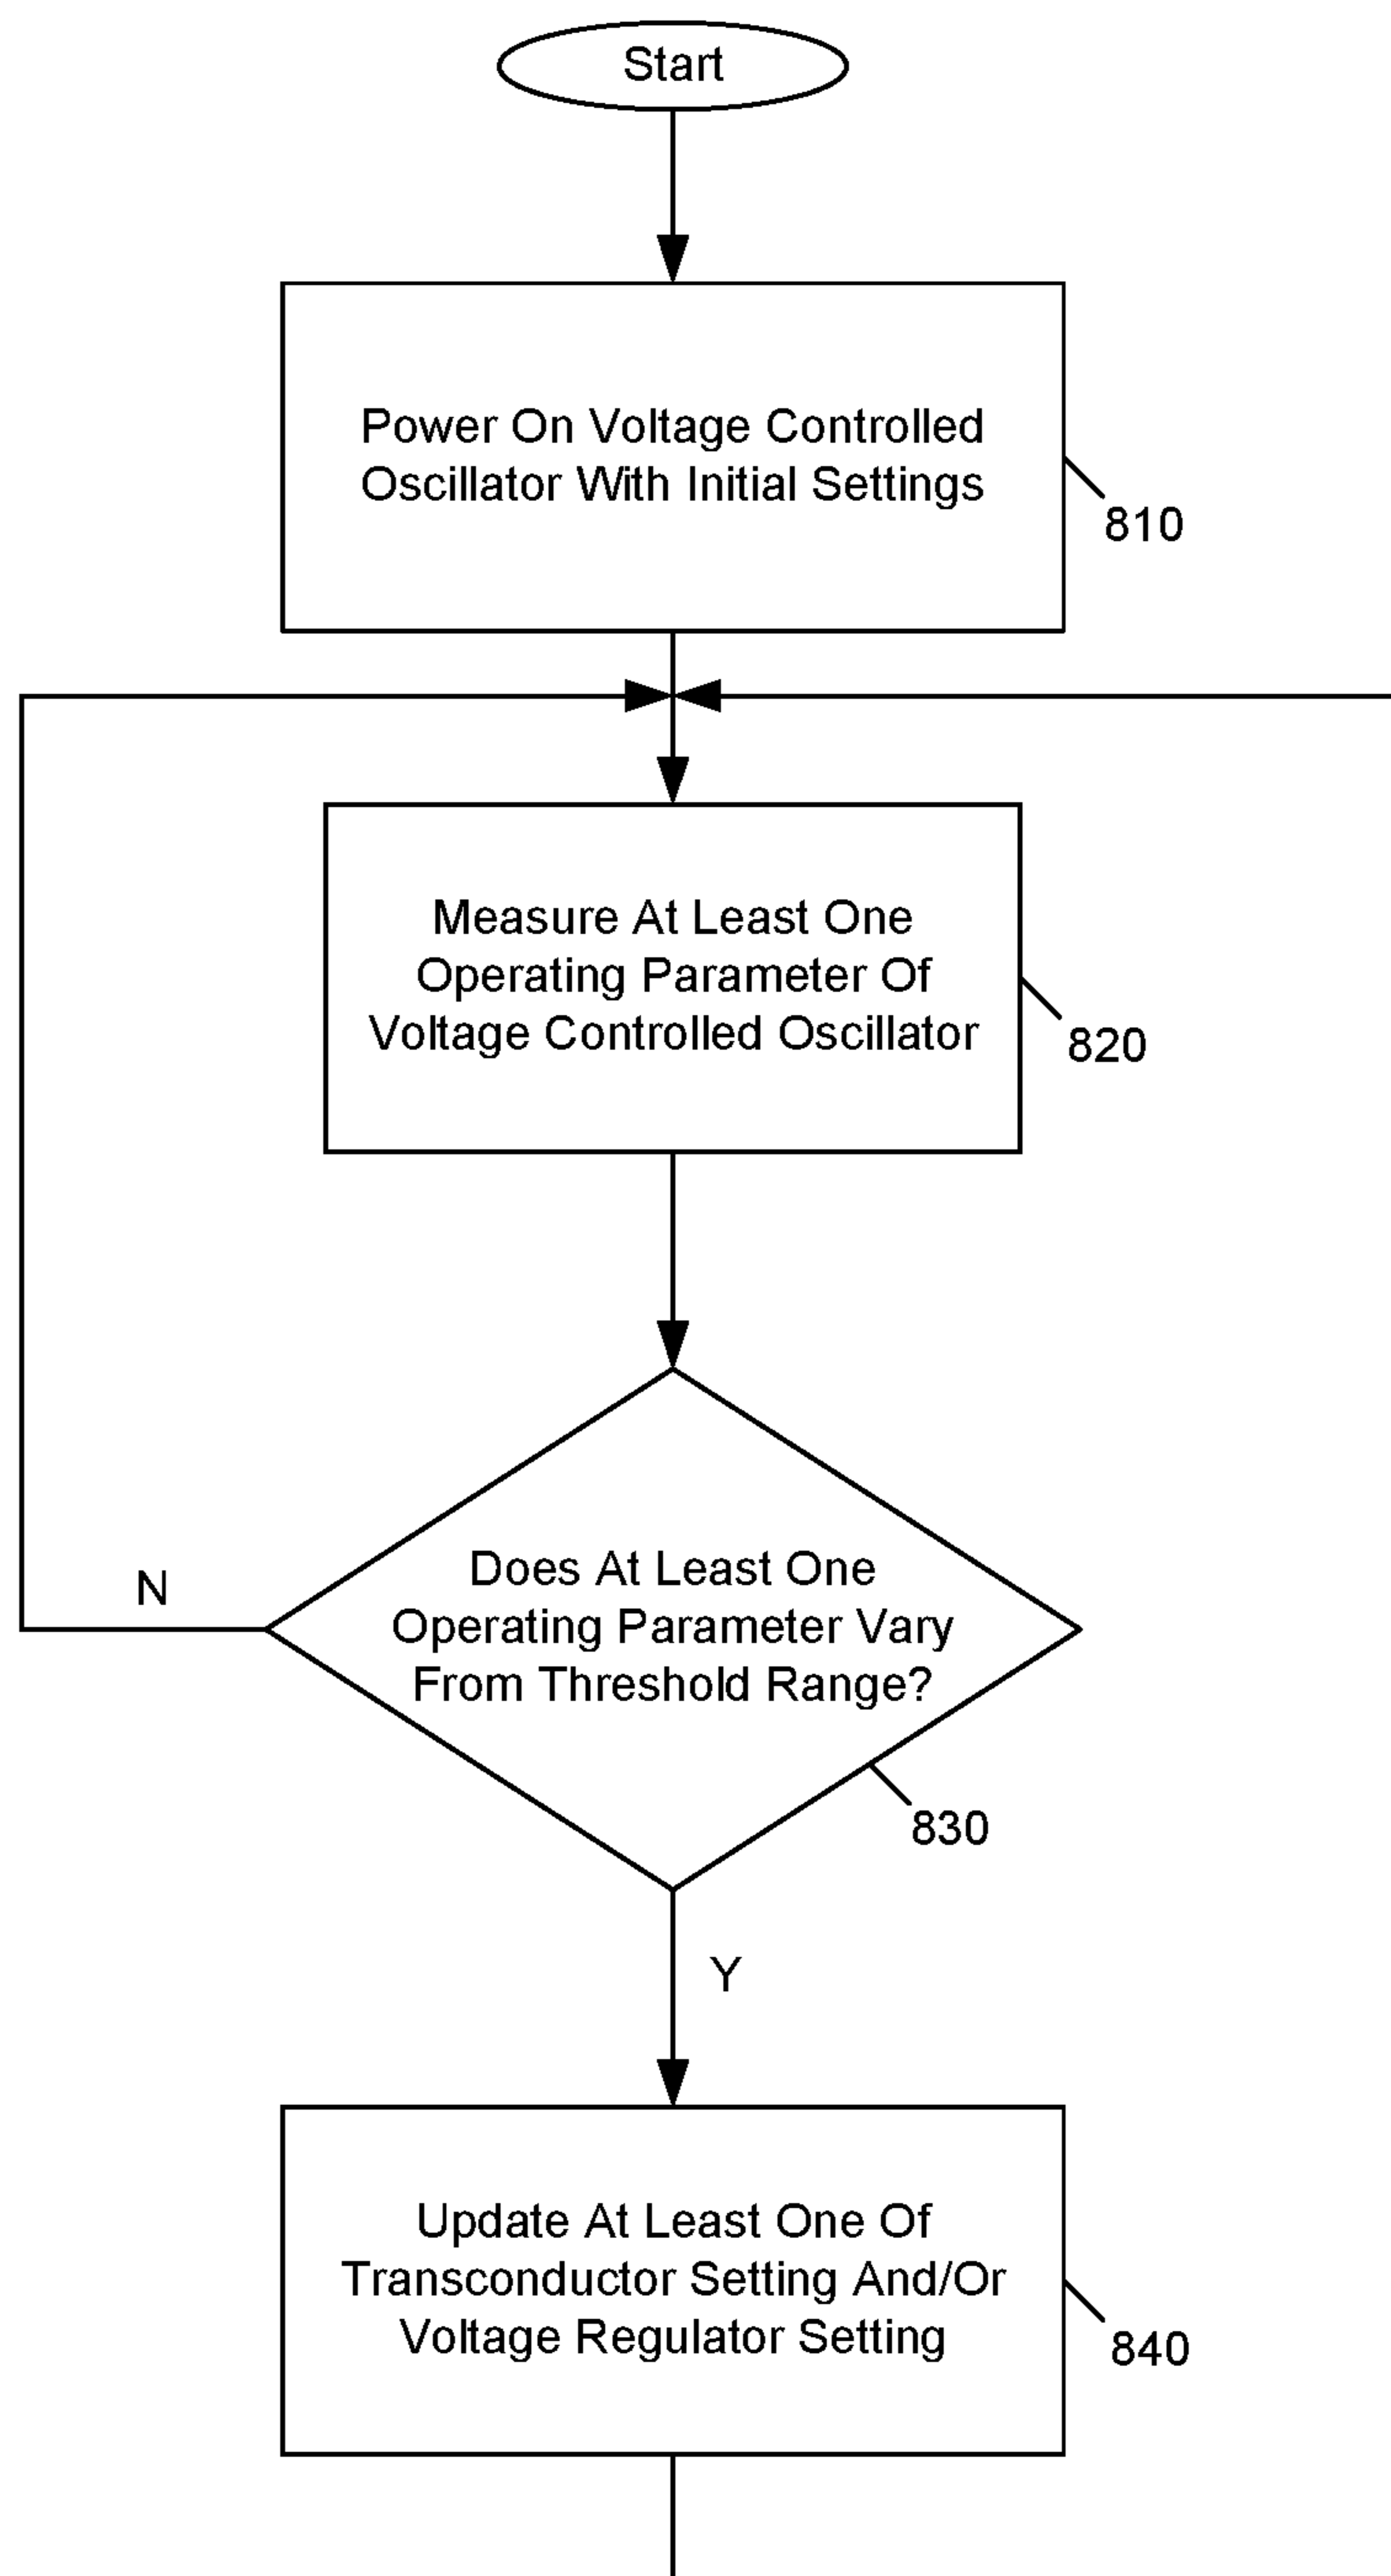 Start
Power On Voltage Controlled
Oscillator With Initial Settings
810
Measure At Least One
Operating Parameter Of
Voltage Controlled Oscillator
820
Does At Least One
Operating Parameter Vary
From Threshold Range?
N
830
Y
Update At Least One Of
Transconductor Setting And/Or
Voltage Regulator Setting
840